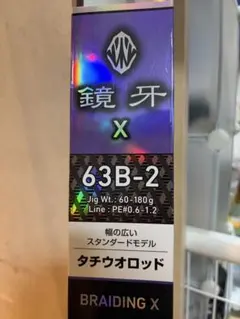 鏡牙
X
63B-2
Jig Wt.: 60-180g
Line : PE#0.6-1.2
幅の広い
スタンダードモデル
タチウオロッド
BRAIDING X